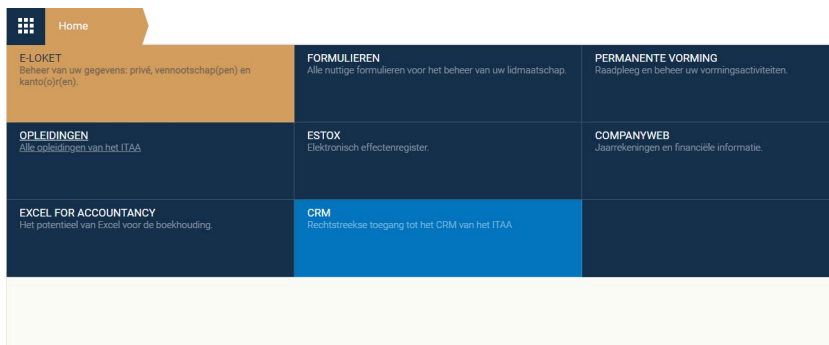 Home
E-LOKET
Beheer van uw gegevens: privé, vennootschap(pen) en
kanto(o)r(en).
FORMULIEREN
Alle nuttige formulieren voor het beheer van uw lidmaatschap.
PERMANENTE VORMING
Raadpleeg en beheer uw vormingsactiviteiten.
OPLEIDINGEN
Alle opleidingen van het ITAA
ESTOX
Elektronisch effectenregister.
COMPANYWEB
Jaarrekeningen en financiële informatie.
EXCEL FOR ACCOUNTANCY
Het potentieel van Excel voor de boekhouding.
CRM
Rechtstreekse toegang tot het CRM van het ITAA